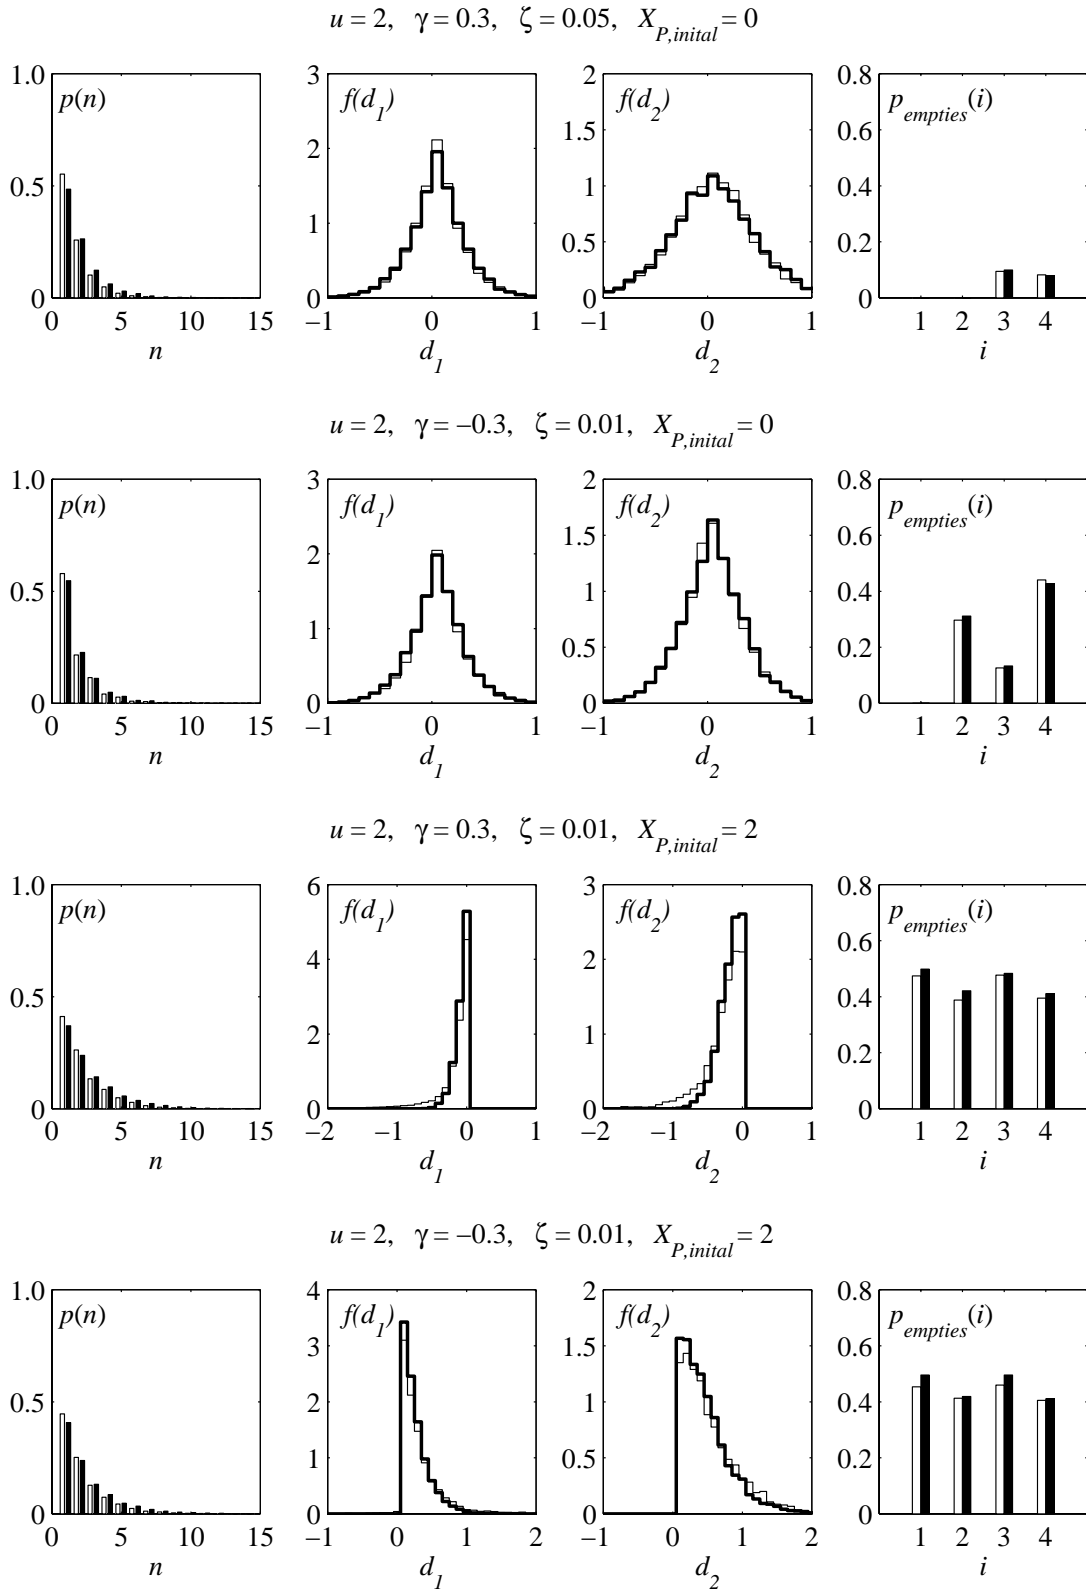 u = 2, γ = 0.3, ζ = 0.05, X_{P,inital} = 0
p(n) f(d_1) f(d_2) p_{empties}(i)
1.0 0.5 0
0 5 10 15
n
3 2 1 0
−1 0 1
d_1
2 1.5 1 0.5 0
−1 0 1
d_2
0.8 0.6 0.4 0.2 0
1 2 3 4
i
u = 2, γ = −0.3, ζ = 0.01, X_{P,inital} = 0
p(n) f(d_1) f(d_2) p_{empties}(i)
1.0 0.5 0
0 5 10 15
n
3 2 1 0
−1 0 1
d_1
2 1.5 1 0.5 0
−1 0 1
d_2
0.8 0.6 0.4 0.2 0
1 2 3 4
i
u = 2, γ = 0.3, ζ = 0.01, X_{P,inital} = 2
p(n) f(d_1) f(d_2) p_{empties}(i)
1.0 0.5 0
0 5 10 15
n
6 4 2 0
−2 −1 0 1
d_1
3 2 1 0
−2 −1 0 1
d_2
0.8 0.6 0.4 0.2 0
1 2 3 4
i
u = 2, γ = −0.3, ζ = 0.01, X_{P,inital} = 2
p(n) f(d_1) f(d_2) p_{empties}(i)
1.0 0.5 0
0 5 10 15
n
4 3 2 1 0
−1 0 1 2
d_1
2 1.5 1 0.5 0
−1 0 1 2
d_2
0.8 0.6 0.4 0.2 0
1 2 3 4
i